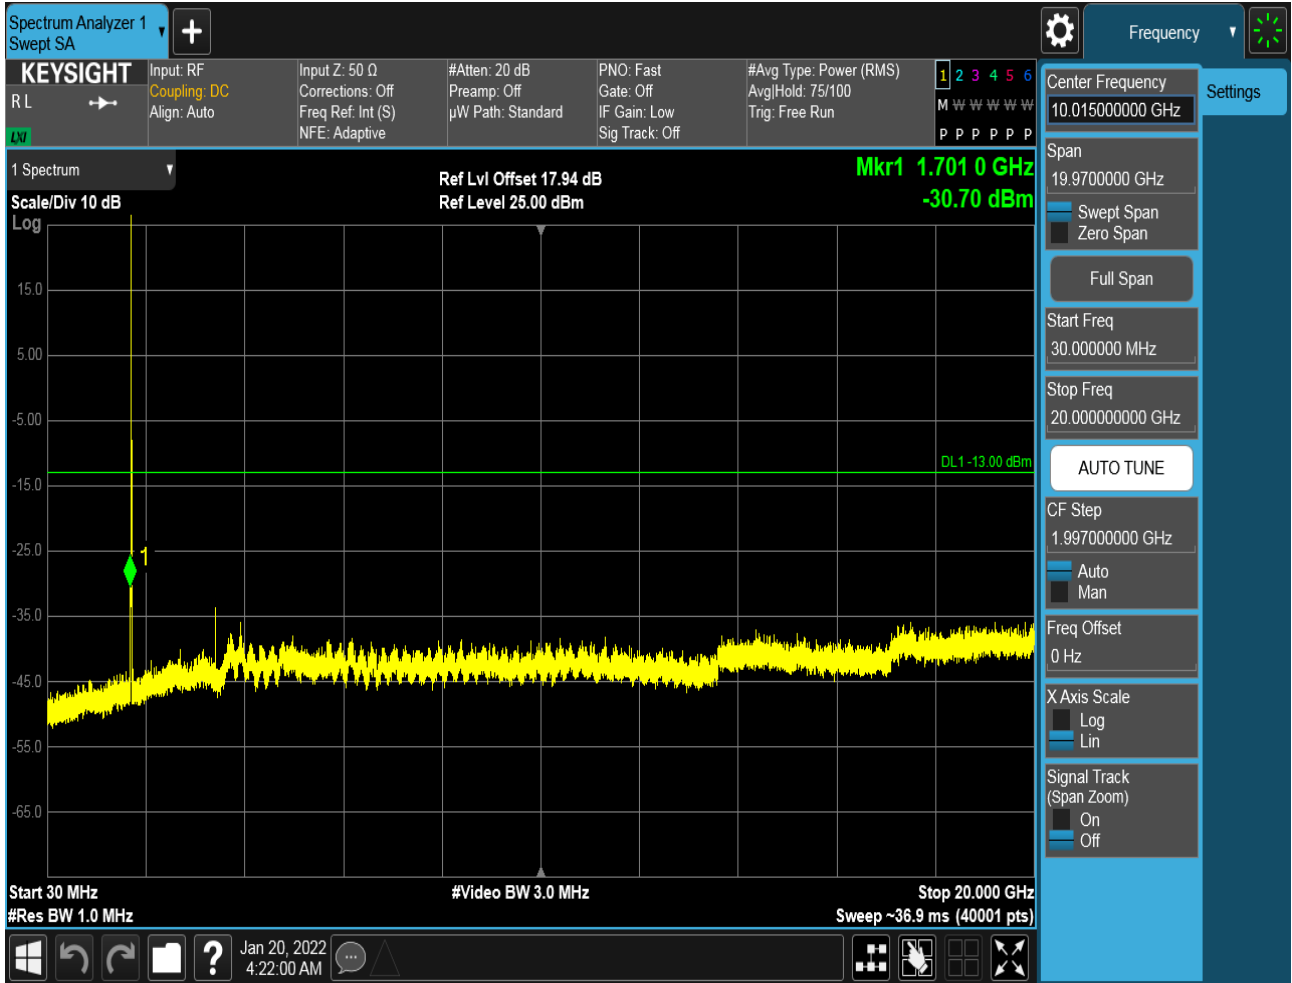 Spectrum Analyzer 1
Swept SA
Frequency
KEYSIGHT
R L
LXI
Input: RF
Coupling: DC
Align: Auto
Input Z: 50 Ω
Corrections: Off
Freq Ref: Int (S)
NFE: Adaptive
#Atten: 20 dB
Preamp: Off
µW Path: Standard
PNO: Fast
Gate: Off
IF Gain: Low
Sig Track: Off
#Avg Type: Power (RMS)
Avg|Hold: 75/100
Trig: Free Run
1 2 3 4 5 6
M W W W W W
P P P P P P
1 Spectrum
Scale/Div 10 dB
Log
Ref Lvl Offset 17.94 dB
Ref Level 25.00 dBm
Mkr1 1.701 0 GHz
-30.70 dBm
15.0
5.00
-5.00
DL1 -13.00 dBm
-15.0
-25.0
1
-35.0
-45.0
-55.0
-65.0
Start 30 MHz
#Video BW 3.0 MHz
Stop 20.000 GHz
#Res BW 1.0 MHz
Sweep ~36.9 ms (40001 pts)
Center Frequency
10.015000000 GHz
Settings
Span
19.9700000 GHz
Swept Span
Zero Span
Full Span
Start Freq
30.000000 MHz
Stop Freq
20.000000000 GHz
AUTO TUNE
CF Step
1.997000000 GHz
Auto
Man
Freq Offset
0 Hz
X Axis Scale
Log
Lin
Signal Track
(Span Zoom)
On
Off
?
Jan 20, 2022
4:22:00 AM